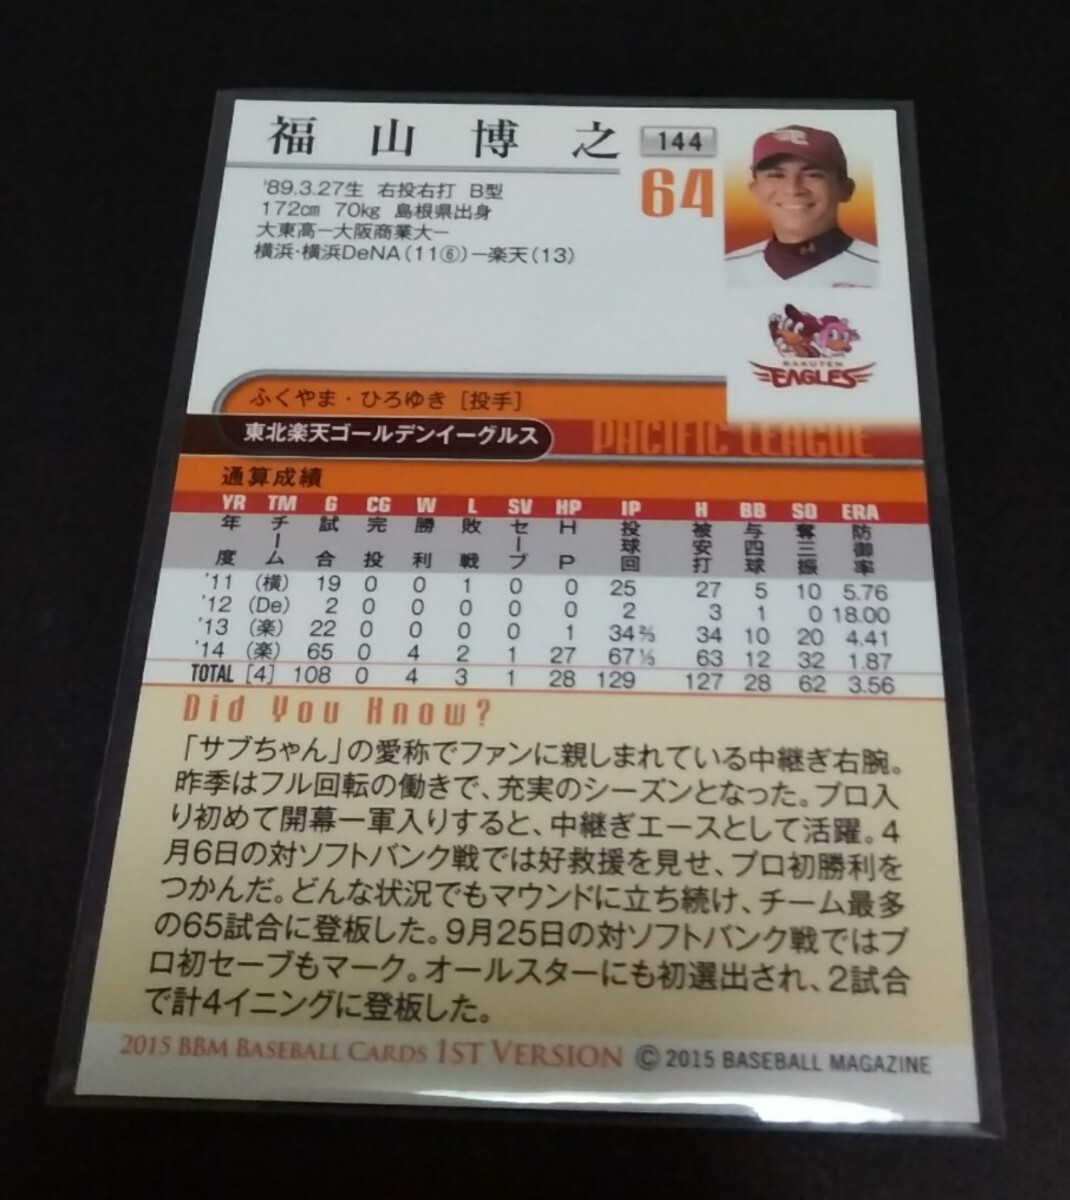 福山博之 144
64
'89.3.27生 右投右打 B型
172㎝ 70㎏ 島根県出身
大東高ー大阪商業大ー
横浜・横浜DeNA(11⑥)ー楽天(13)
RAKUTEN
EAGLES
ふくやま・ひろゆき [投手]
東北楽天ゴールデンイーグルス PACIFIC LEAGUE
通算成績
YR TM G CG W L SV HP IP H BB SO ERA
年度 チーム 試合 完投 勝利 敗戦 セーブ HP 投球回 被安打 与四球 奪三振 防御率
'11 (横) 19 0 0 1 0 0 25 27 5 10 5.76
'12 (De) 2 0 0 0 0 0 2 3 1 0 18.00
'13 (楽) 22 0 0 0 0 1 34⅔ 34 10 20 4.41
'14 (楽) 65 0 4 2 1 27 67⅓ 63 12 32 1.87
TOTAL [4] 108 0 4 3 1 28 129 127 28 62 3.56
Did You Know?
「サブちゃん」の愛称でファンに親しまれている中継ぎ右腕。
昨季はフル回転の働きで、充実のシーズンとなった。プロ入
り初めて開幕一軍入りすると、中継ぎエースとして活躍。4
月6日の対ソフトバンク戦では好救援を見せ、プロ初勝利を
つかんだ。どんな状況でもマウンドに立ち続け、チーム最多
の65試合に登板した。9月25日の対ソフトバンク戦ではプ
ロ初セーブもマーク。オールスターにも初選出され、2試合
で計4イニングに登板した。
2015 BBM BASEBALL CARDS 1ST VERSION © 2015 BASEBALL MAGAZINE